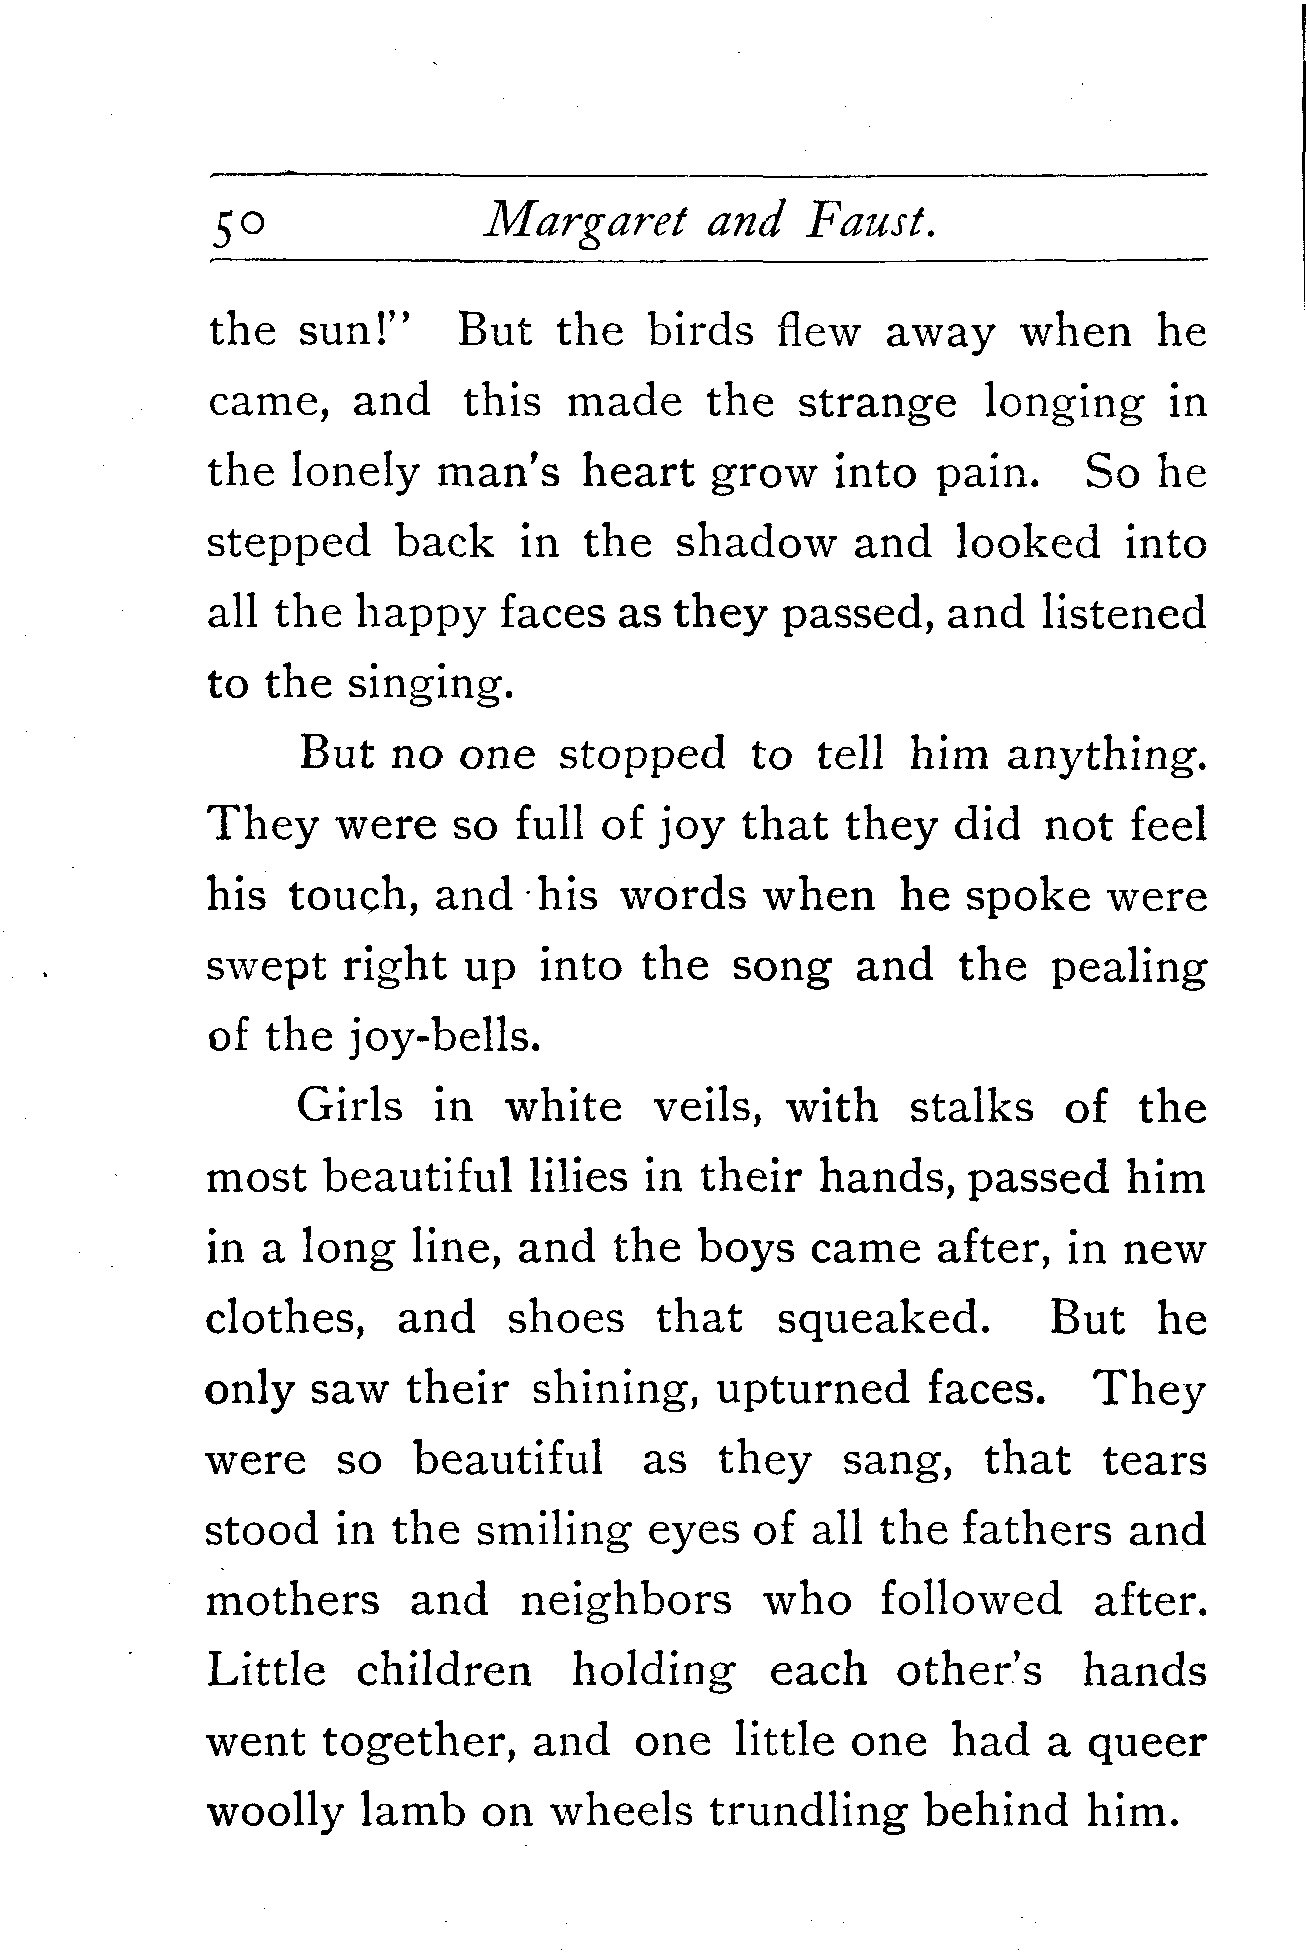 50 Margaret and Faust.
the sun!” But the birds flew away when he
came, and this made the strange longing in
the lonely man's heart grow into pain. So he
stepped back in the shadow and looked into
all the happy faces as they passed, and listened
to the singing.
But no one stopped to tell him anything.
They were so full of joy that they did not feel
his touch, and his words when he spoke were
swept right up into the song and the pealing
of the joy-bells.
Girls in white veils, with stalks of the
most beautiful lilies in their hands, passed him
in a long line, and the boys came after, in new
clothes, and shoes that squeaked. But he
only saw their shining, upturned faces. They
were so beautiful as they sang, that tears
stood in the smiling eyes of all the fathers and
mothers and neighbors who followed after.
Little children holding each other's hands
went together, and one little one had a queer
woolly lamb on wheels trundling behind him.